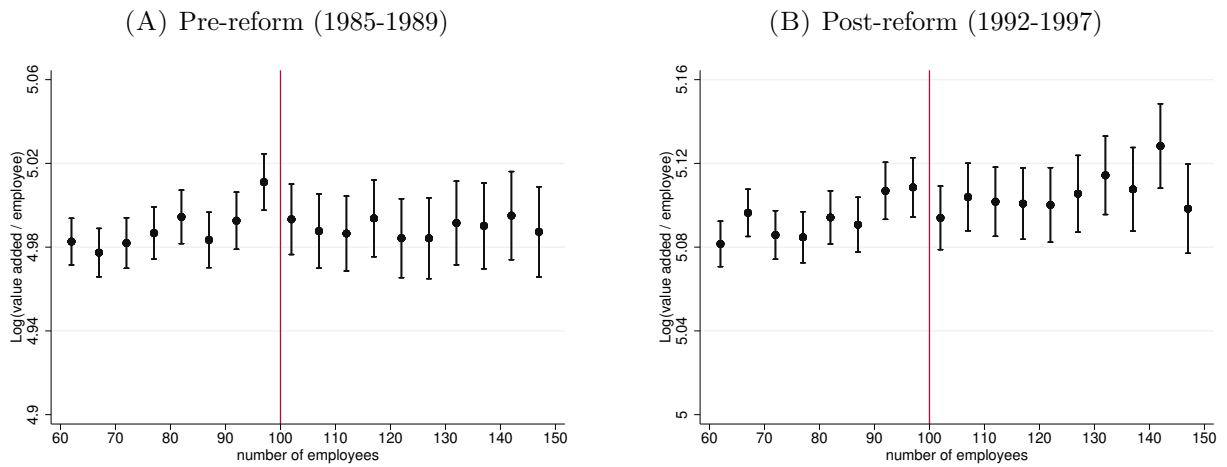 (A) Pre-reform (1985-1989)
Log(value added / employee)
5.06
5.02
4.98
4.94
4.9
60 70 80 90 100 110 120 130 140 150
number of employees
(B) Post-reform (1992-1997)
Log(value added / employee)
5.16
5.12
5.08
5.04
5
60 70 80 90 100 110 120 130 140 150
number of employees